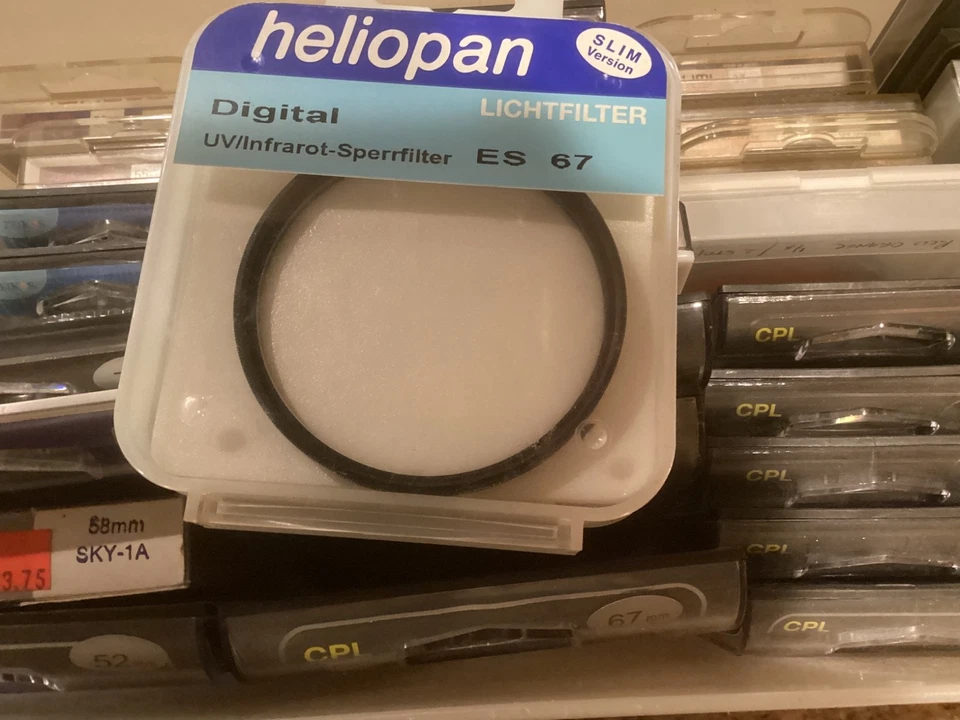 heliopan
SLIM
Version
Digital
LICHTFILTER
UV/Infrarot-Sperrfilter ES 67
CPL
CPL
CPL
CPL
CPL
58mm
SKY-1A
3.75
52
CPL
67mm